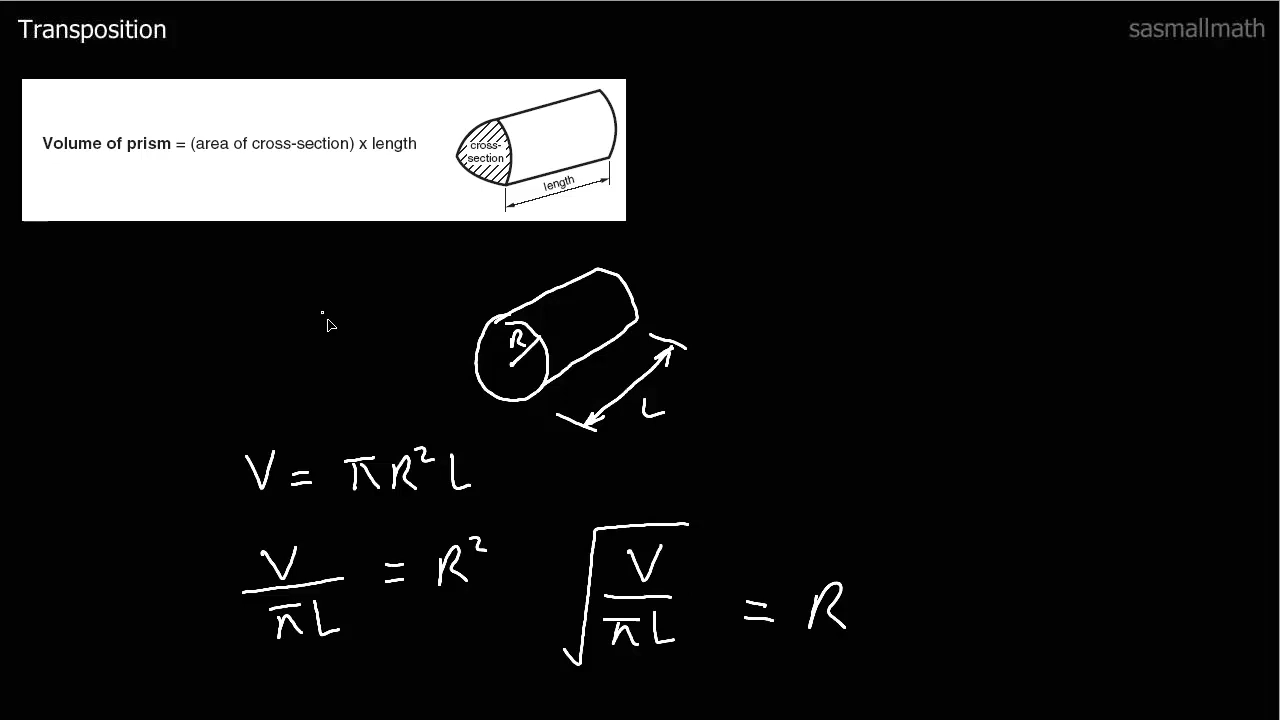 Transposition
sasmallmath
Volume of prism = (area of cross-section) x length
cross-
section
length
R
L
V = πR²L
V/πL = R²
√(V/πL) = R